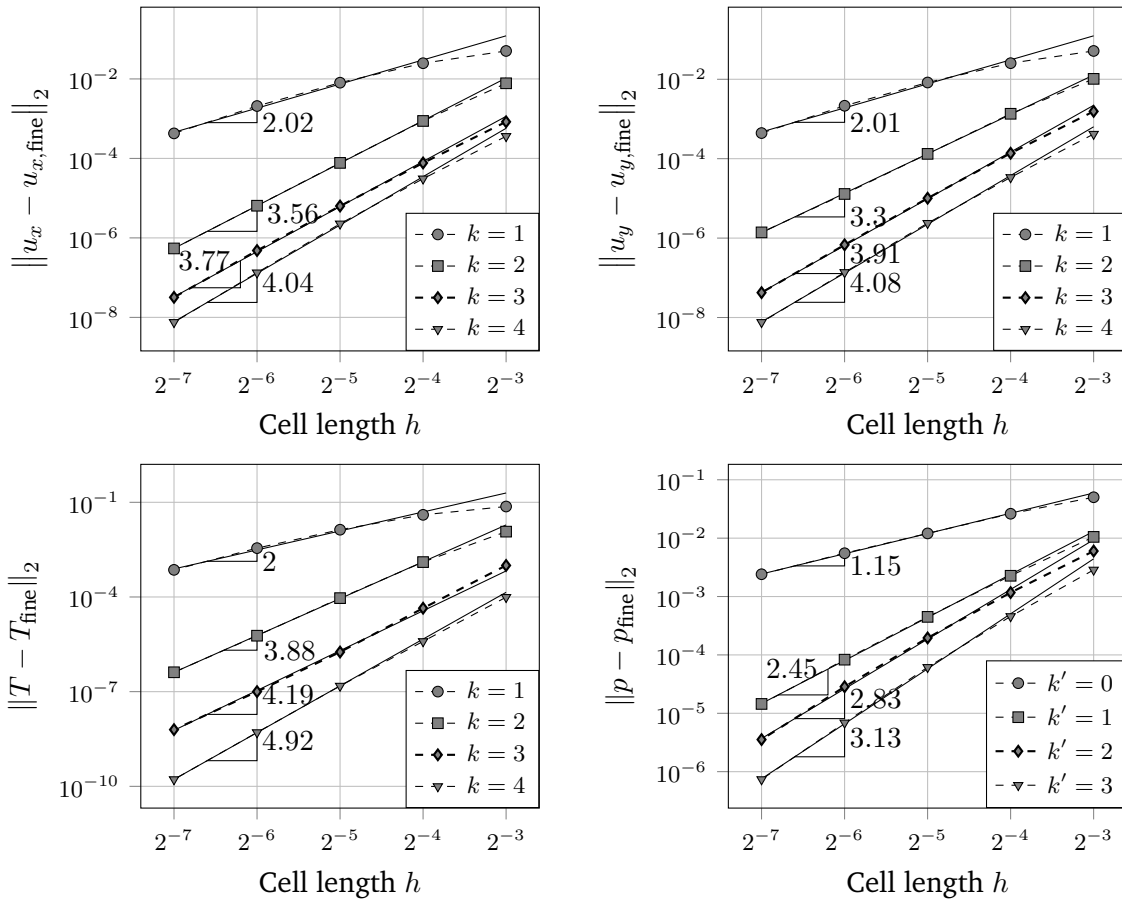 ‖u_x − u_{x,fine}‖_2
10^{−2}
10^{−4}
10^{−6}
10^{−8}
2.02
3.56
3.77
4.04
k = 1
k = 2
k = 3
k = 4
2^{−7} 2^{−6} 2^{−5} 2^{−4} 2^{−3}
Cell length h
‖u_y − u_{y,fine}‖_2
10^{−2}
10^{−4}
10^{−6}
10^{−8}
2.01
3.3
3.91
4.08
k = 1
k = 2
k = 3
k = 4
2^{−7} 2^{−6} 2^{−5} 2^{−4} 2^{−3}
Cell length h
‖T − T_{fine}‖_2
10^{−1}
10^{−4}
10^{−7}
10^{−10}
2
3.88
4.19
4.92
k = 1
k = 2
k = 3
k = 4
2^{−7} 2^{−6} 2^{−5} 2^{−4} 2^{−3}
Cell length h
‖p − p_{fine}‖_2
10^{−1}
10^{−2}
10^{−3}
10^{−4}
10^{−5}
10^{−6}
1.15
2.45
2.83
3.13
k′ = 0
k′ = 1
k′ = 2
k′ = 3
2^{−7} 2^{−6} 2^{−5} 2^{−4} 2^{−3}
Cell length h